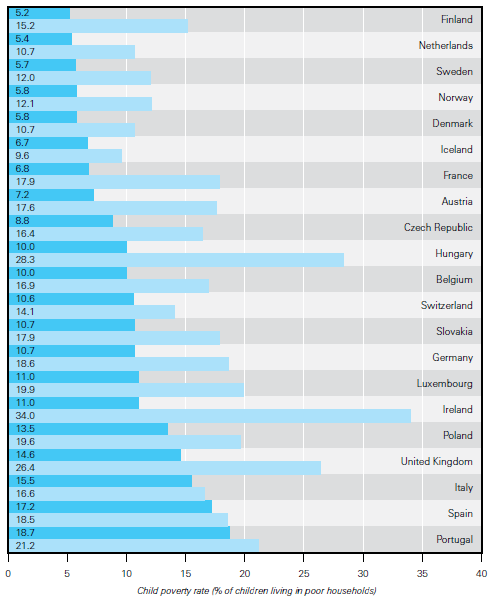 5.2
Finland
15.2
5.4
Netherlands
10.7
5.7
Sweden
12.0
5.8
Norway
12.1
5.8
Denmark
10.7
6.7
Iceland
9.6
6.8
France
17.9
7.2
Austria
17.6
8.8
Czech Republic
16.4
10.0
Hungary
28.3
10.0
Belgium
16.9
10.6
Switzerland
14.1
10.7
Slovakia
17.9
10.7
Germany
18.6
11.0
Luxembourg
19.9
11.0
Ireland
34.0
13.5
Poland
19.6
14.6
United Kingdom
26.4
15.5
Italy
16.6
17.2
Spain
18.5
18.7
Portugal
21.2
0 5 10 15 20 25 30 35 40
Child poverty rate (% of children living in poor households)